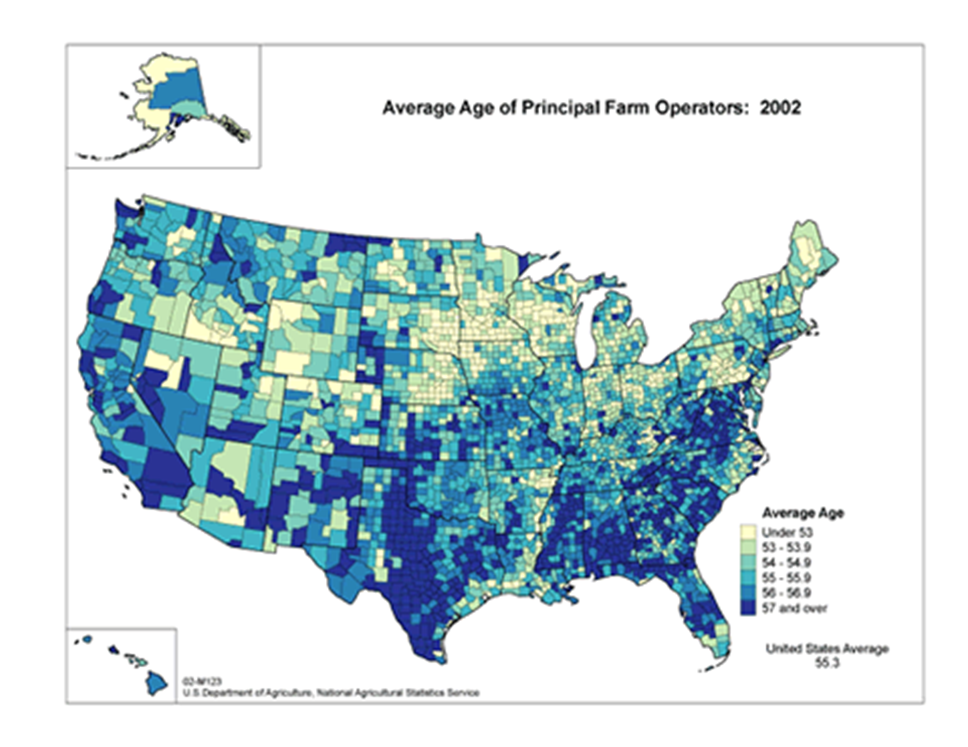 Average Age of Principal Farm Operators: 2002
Average Age
Under 53
53 - 53.9
54 - 54.9
55 - 55.9
56 - 56.9
57 and over
United States Average
55.3
02-M123
U.S Department of Agriculture, National Agricultural Statistics Service